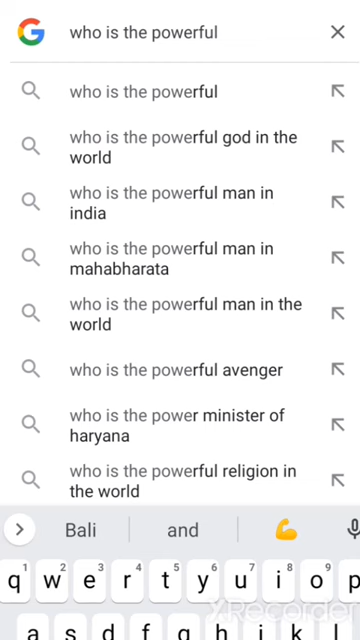 who is the powerful
who is the powerful
who is the powerful god in the
world
who is the powerful man in
india
who is the powerful man in
mahabharata
who is the powerful man in the
world
who is the powerful avenger
who is the power minister of
haryana
who is the powerful religion in
the world
Bali and 💪
1 2 3 4 5 6 7 8 9
q w e r t y u i o p
a s d f g h j k l
XRecorder